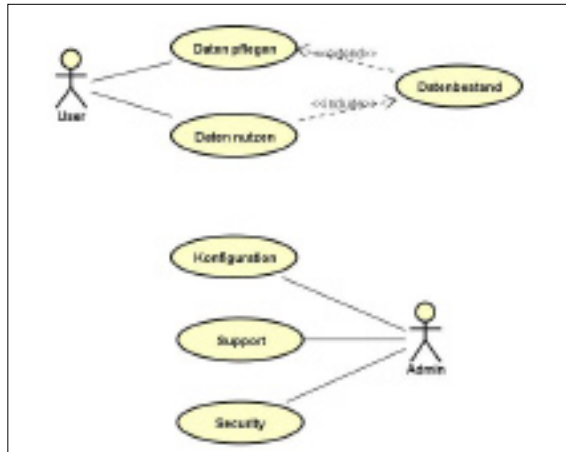 Daten pflegen
<<extend>>
Datenbestand
User
<<include>>
Daten nutzen
Konfiguration
Support
Admin
Security